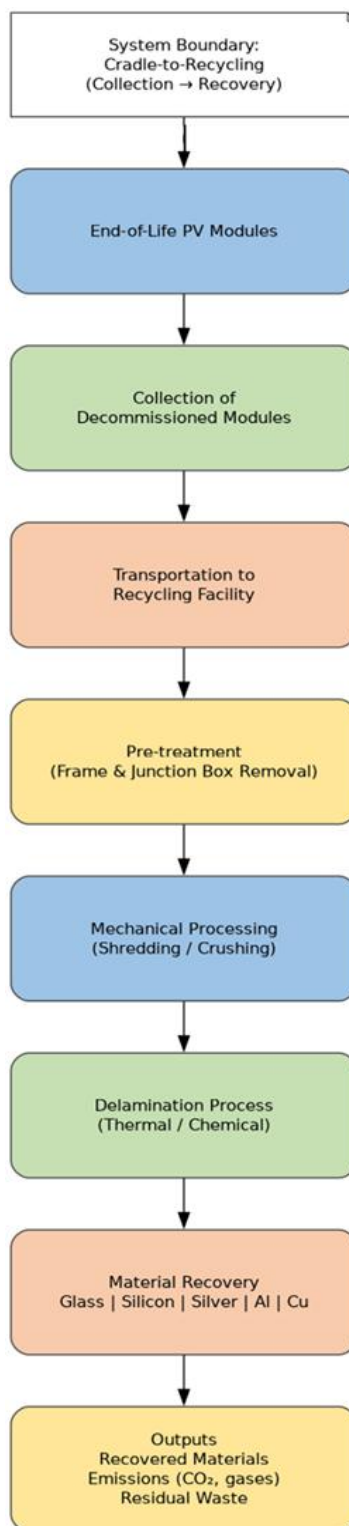 System Boundary:
Cradle-to-Recycling
(Collection → Recovery)
End-of-Life PV Modules
Collection of
Decommissioned Modules
Transportation to
Recycling Facility
Pre-treatment
(Frame & Junction Box Removal)
Mechanical Processing
(Shredding / Crushing)
Delamination Process
(Thermal / Chemical)
Material Recovery
Glass | Silicon | Silver | Al | Cu
Outputs
Recovered Materials
Emissions (CO₂, gases)
Residual Waste